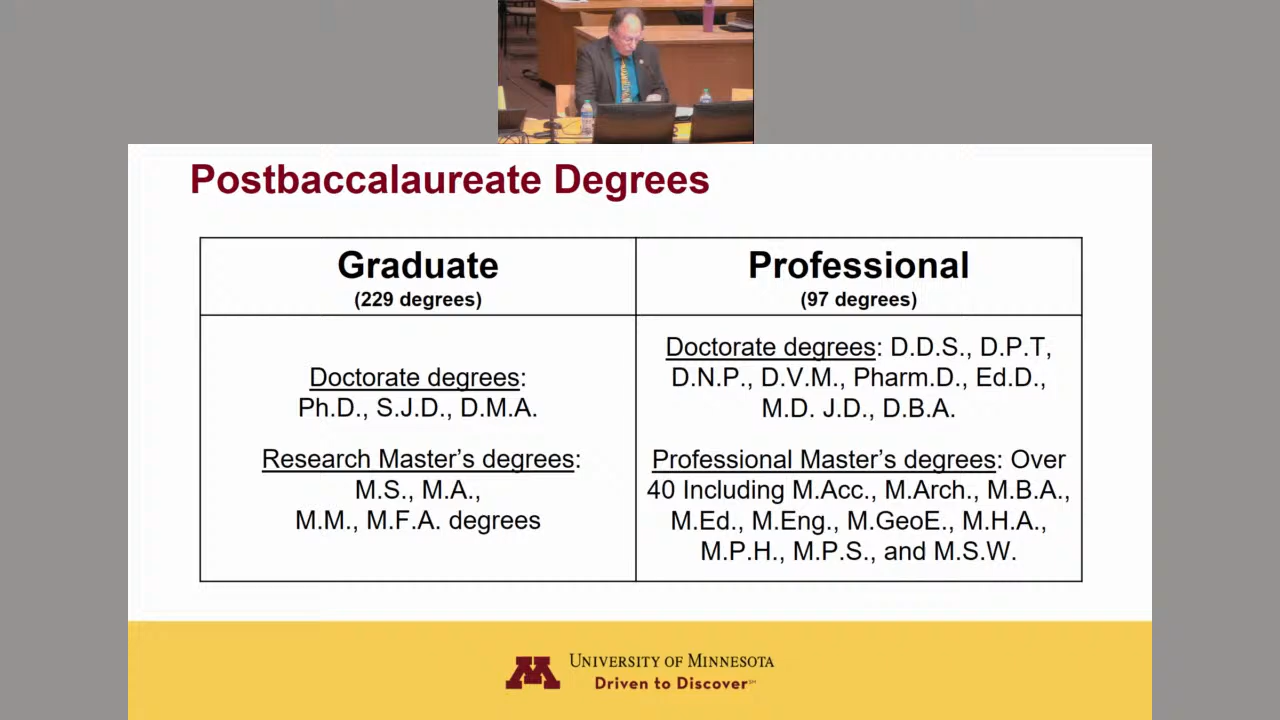 Postbaccalaureate Degrees
Graduate
(229 degrees)
Professional
(97 degrees)
Doctorate degrees:
Ph.D., S.J.D., D.M.A.
Research Master's degrees:
M.S., M.A.,
M.M., M.F.A. degrees
Doctorate degrees: D.D.S., D.P.T,
D.N.P., D.V.M., Pharm.D., Ed.D.,
M.D. J.D., D.B.A.
Professional Master's degrees: Over
40 Including M.Acc., M.Arch., M.B.A.,
M.Ed., M.Eng., M.GeoE., M.H.A.,
M.P.H., M.P.S., and M.S.W.
M
UNIVERSITY OF MINNESOTA
Driven to Discover℠